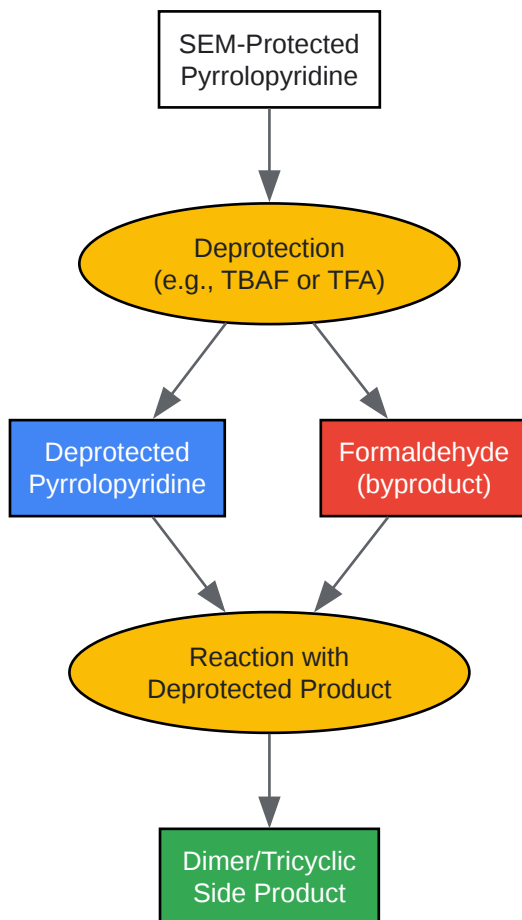 SEM-Protected
Pyrrolopyridine
Deprotection
(e.g., TBAF or TFA)
Deprotected
Pyrrolopyridine
Formaldehyde
(byproduct)
Reaction with
Deprotected Product
Dimer/Tricyclic
Side Product